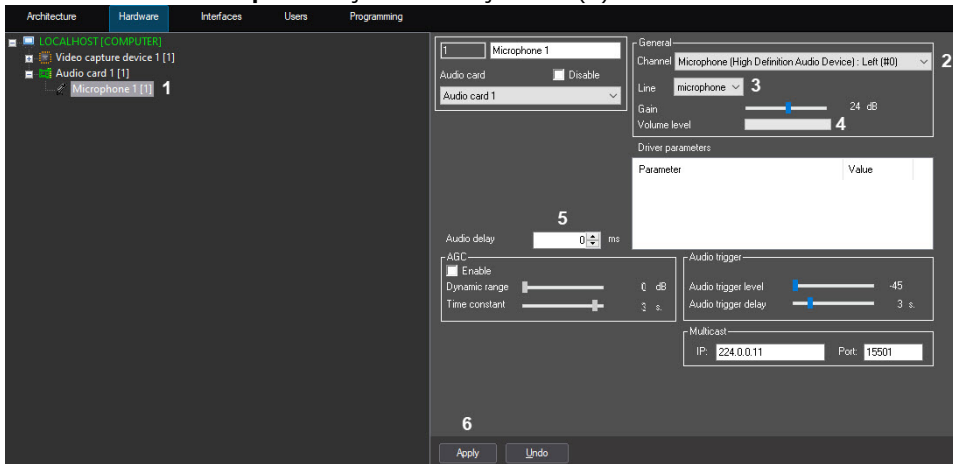 Architecture Hardware Interfaces Users Programming
LOCALHOST [COMPUTER]
Video capture device 1 [1]
Audio card 1 [1]
Microphone 1 [1] 1
1 Microphone 1
Audio card Disable
Audio card 1
General
Channel Microphone (High Definition Audio Device) : Left (#0) 2
Line microphone 3
Gain 24 dB
Volume level 4
Driver parameters
Parameter Value
5
Audio delay 0 ms
AGC
Enable
Dynamic range 0 dB
Time constant 3 s.
Audio trigger
Audio trigger level -45
Audio trigger delay 3 s.
Multicast
IP: 224.0.0.11 Port: 15501
6
Apply Undo